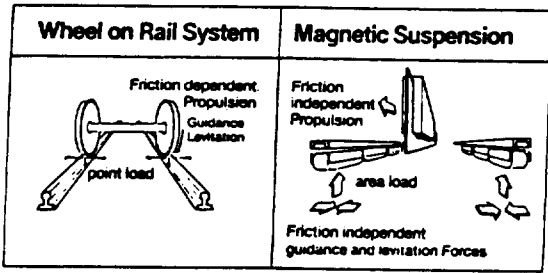 Wheel on Rail System
Friction dependent.
Propulsion
Guidance
Levitation
point load
Magnetic Suspension
Friction
independent
Propulsion
area load
Friction independent
guidance and levitation Forces